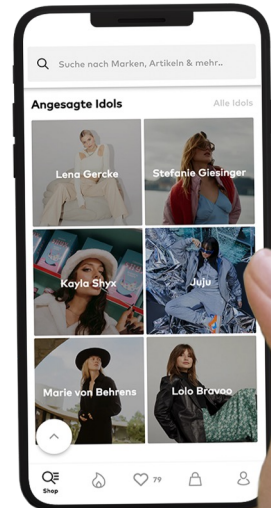 Suche nach Marken, Artikeln & mehr..
Angesagte Idols
Alle Idols
Lena Gercke
Stefanie Giesinger
Kayla Shyx
Juju
Marie von Behrens
Lolo Bravoo
79
Shop